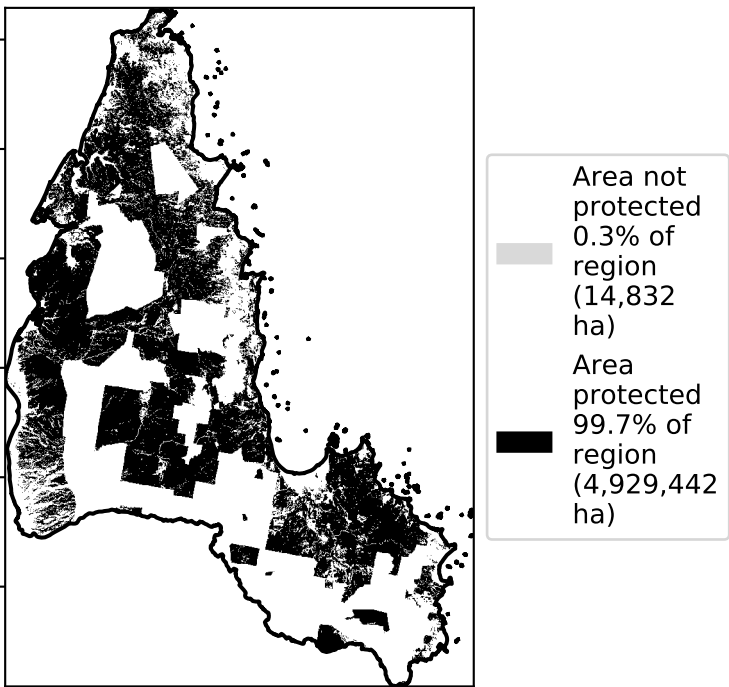 Area not
protected
0.3% of
region
(14,832
ha)
Area
protected
99.7% of
region
(4,929,442
ha)